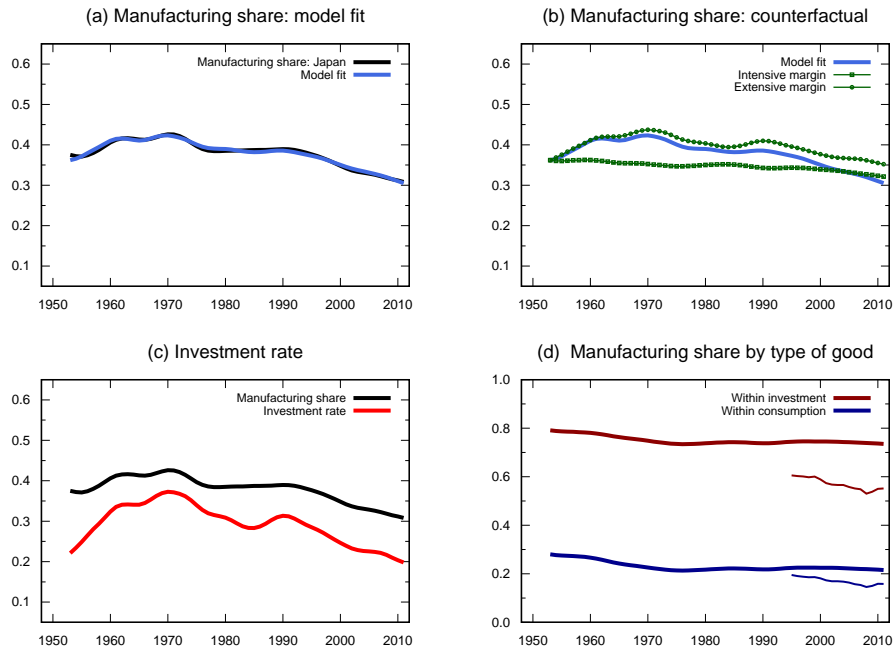 (a) Manufacturing share: model fit
0.6
0.5
0.4
0.3
0.2
0.1
1950 1960 1970 1980 1990 2000 2010
Manufacturing share: Japan
Model fit
(b) Manufacturing share: counterfactual
0.6
0.5
0.4
0.3
0.2
0.1
1950 1960 1970 1980 1990 2000 2010
Model fit
Intensive margin
Extensive margin
(c) Investment rate
0.6
0.5
0.4
0.3
0.2
0.1
1950 1960 1970 1980 1990 2000 2010
Manufacturing share
Investment rate
(d) Manufacturing share by type of good
1.0
0.8
0.6
0.4
0.2
0.0
1950 1960 1970 1980 1990 2000 2010
Within investment
Within consumption